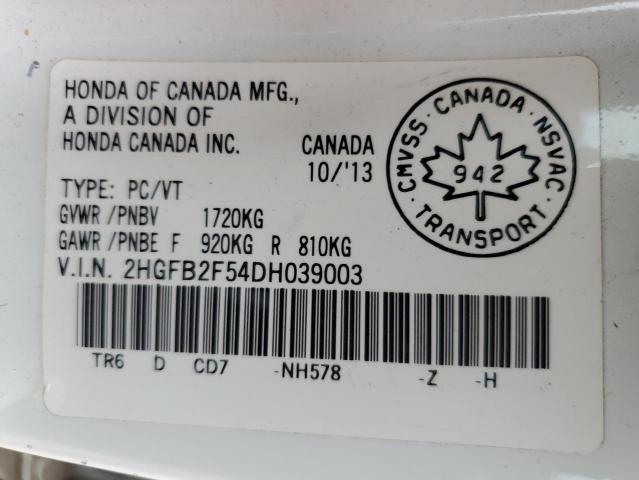 HONDA OF CANADA MFG.,
A DIVISION OF
HONDA CANADA INC.
CANADA
10/'13
TYPE: PC/VT
GVWR /PNBV 1720KG
GAWR /PNBE F 920KG R 810KG
V.I.N. 2HGFB2F54DH039003
TR6 D CD7 -NH578 -Z -H
CMVSS - CANADA - NSVAC
942
TRANSPORT